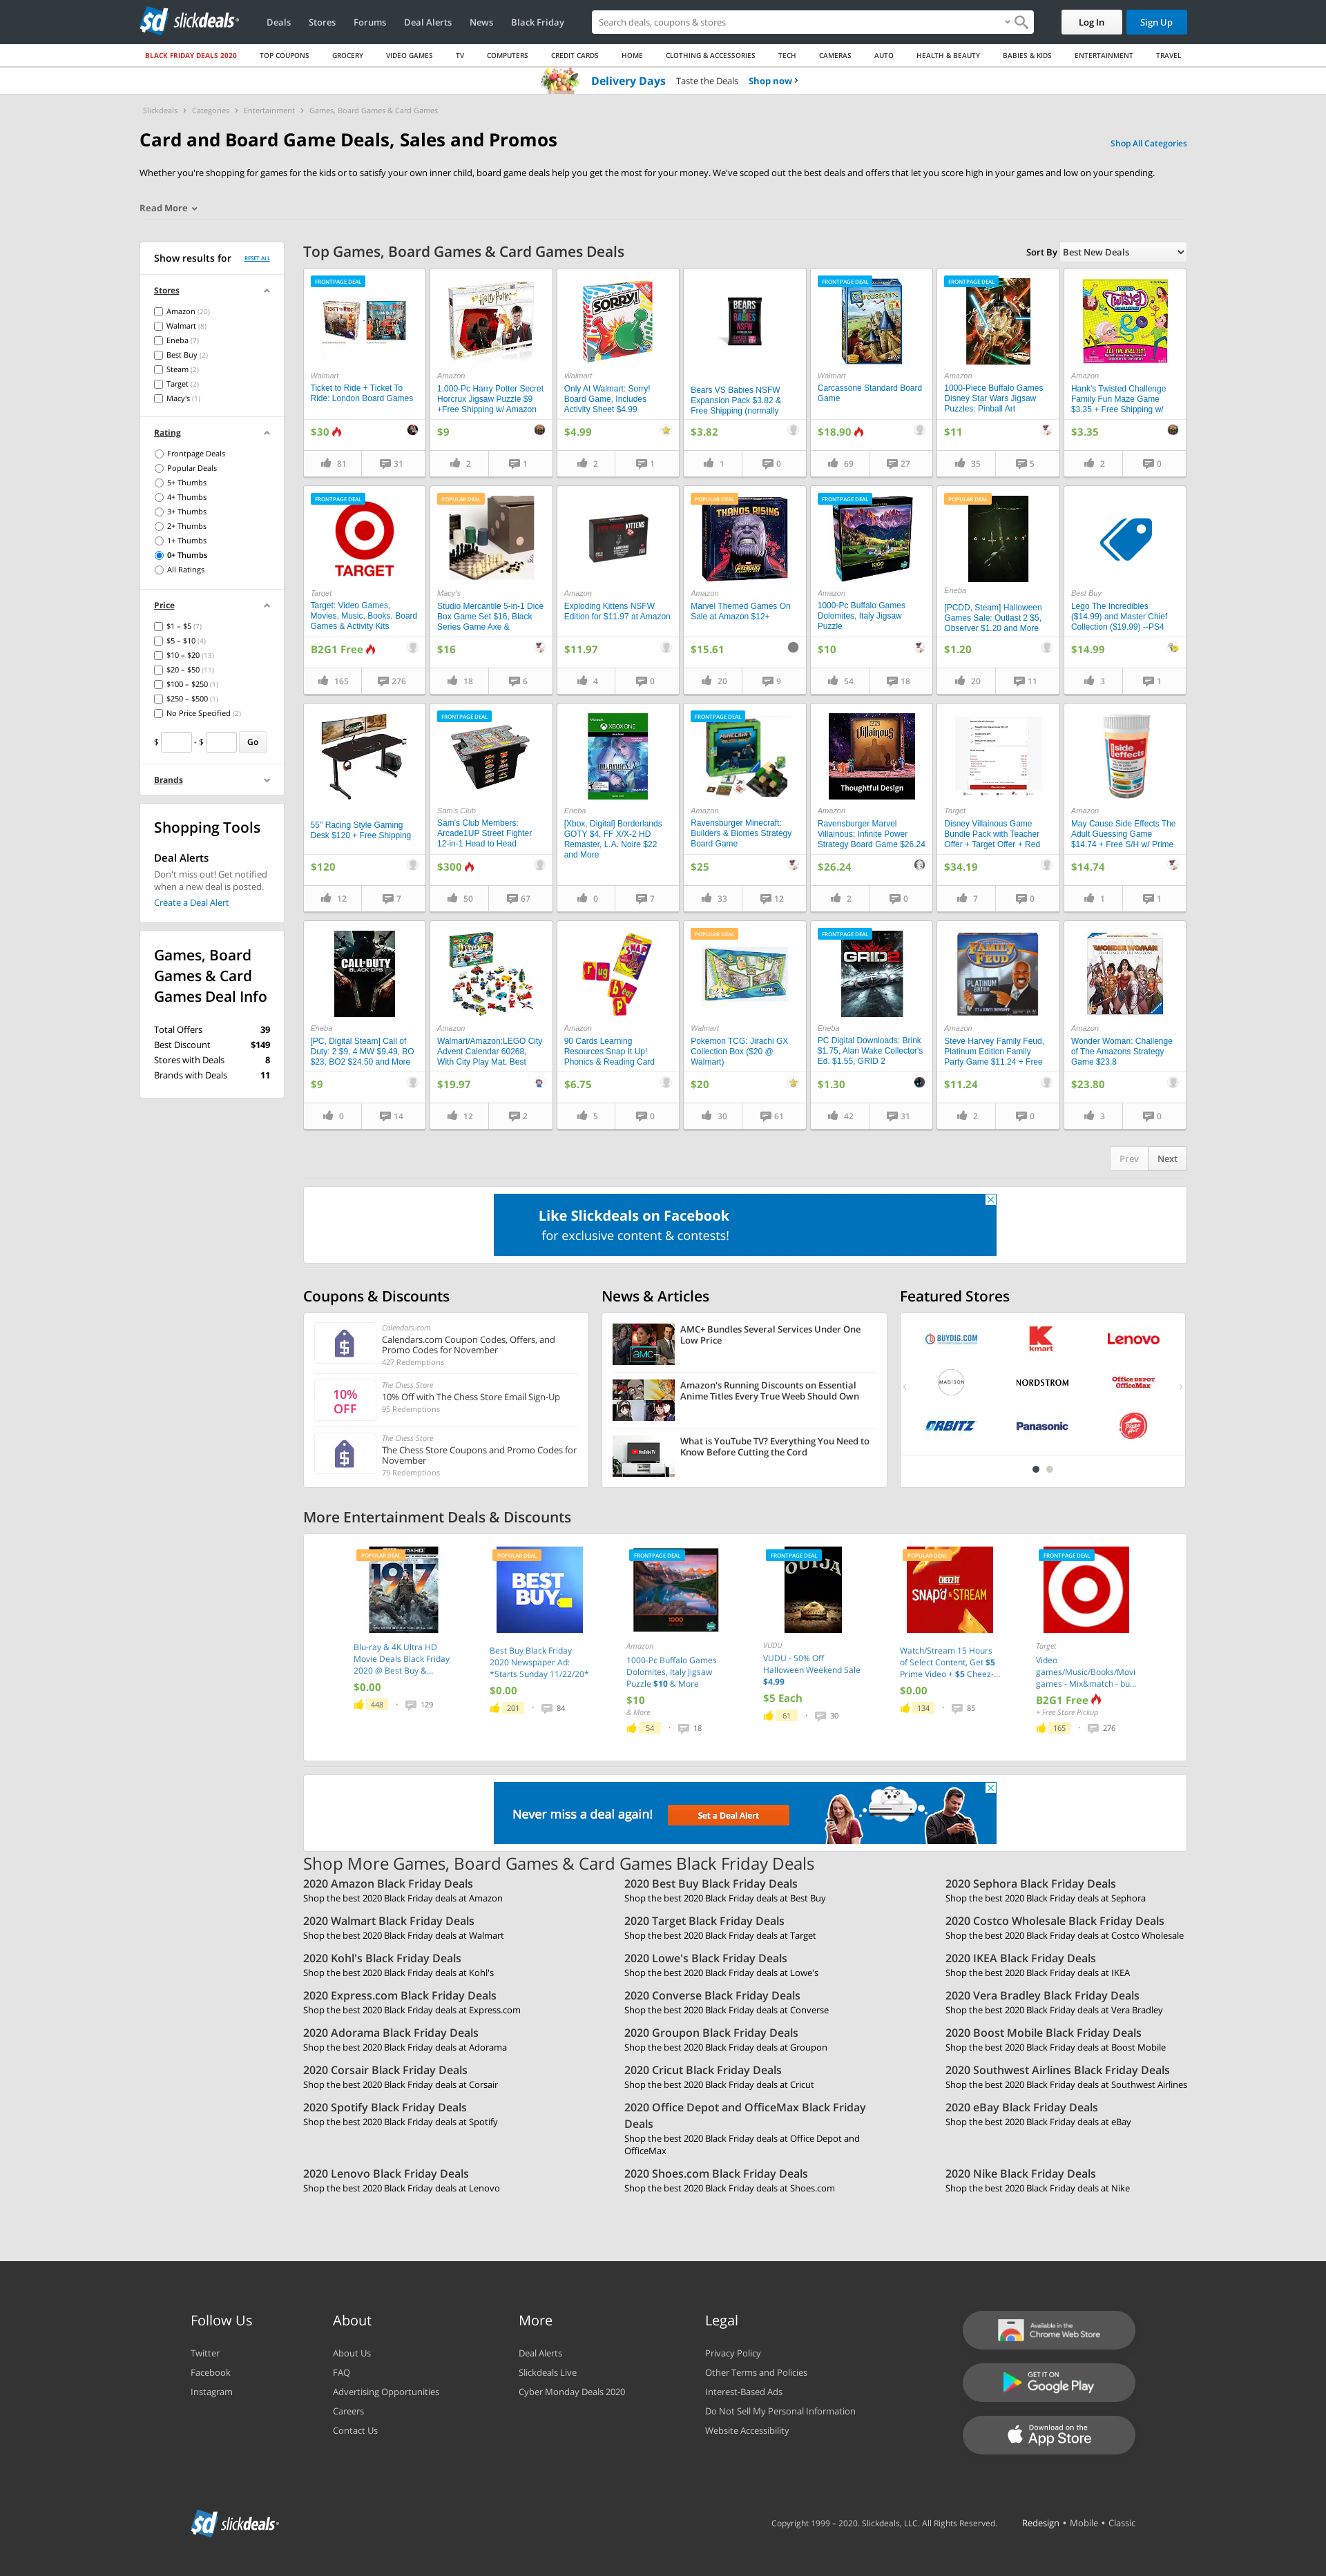 slickdeals
Deals
Stores
Forums
Deal Alerts
News
Black Friday
Search deals, coupons & stores
Log In
Sign Up
BLACK FRIDAY DEALS 2020
TOP COUPONS
GROCERY
VIDEO GAMES
TV
COMPUTERS
CREDIT CARDS
HOME
CLOTHING & ACCESSORIES
TECH
CAMERAS
AUTO
HEALTH & BEAUTY
BABIES & KIDS
ENTERTAINMENT
TRAVEL
Delivery Days Taste the Deals Shop now ›
Slickdeals › Categories › Entertainment › Games, Board Games & Card Games
Card and Board Game Deals, Sales and Promos
Shop All Categories
Whether you're shopping for games for the kids or to satisfy your own inner child, board game deals help you get the most for your money. We've scoped out the best deals and offers that let you score high in your games and low on your spending.
Read More
Show results for RESET ALL
Stores
Amazon (20)
Walmart (8)
Eneba (7)
Best Buy (2)
Steam (2)
Target (2)
Macy's (1)
Rating
Frontpage Deals
Popular Deals
5+ Thumbs
4+ Thumbs
3+ Thumbs
2+ Thumbs
1+ Thumbs
0+ Thumbs
All Ratings
Price
$1 – $5 (7)
$5 – $10 (4)
$10 – $20 (13)
$20 – $50 (11)
$100 – $250 (1)
$250 – $500 (1)
No Price Specified (2)
$ - $ Go
Brands
Shopping Tools
Deal Alerts
Don't miss out! Get notified
when a new deal is posted.
Create a Deal Alert
Games, Board
Games & Card
Games Deal Info
Total Offers 39
Best Discount $149
Stores with Deals 8
Brands with Deals 11
Top Games, Board Games & Card Games Deals
Sort By Best New Deals
FRONTPAGE DEAL
Walmart
Ticket to Ride + Ticket To
Ride: London Board Games
$30
81 31
Amazon
1,000-Pc Harry Potter Secret
Horcrux Jigsaw Puzzle $9
+Free Shipping w/ Amazon
$9
2 1
SORRY!
Walmart
Only At Walmart: Sorry!
Board Game, Includes
Activity Sheet $4.99
$4.99
2 1
BEARS
BABIES
NSFW
Bears VS Babies NSFW
Expansion Pack $3.82 &
Free Shipping (normally
$3.82
1 0
FRONTPAGE DEAL
Walmart
Carcassonne Standard Board
Game
$18.90
69 27
FRONTPAGE DEAL
Amazon
1000-Piece Buffalo Games
Disney Star Wars Jigsaw
Puzzles: Pinball Art
$11
35 5
Twisted
Amazon
Hank's Twisted Challenge
Family Fun Maze Game
$3.35 + Free Shipping w/
$3.35
2 0
FRONTPAGE DEAL
TARGET
Target
Target: Video Games,
Movies, Music, Books, Board
Games & Activity Kits
B2G1 Free
165 276
POPULAR DEAL
Macy's
Studio Mercantile 5-in-1 Dice
Box Game Set $16, Black
Series Game Axe &
$16
18 6
KITTENS
Amazon
Exploding Kittens NSFW
Edition for $11.97 at Amazon
$11.97
4 0
POPULAR DEAL
THANOS RISING
Amazon
Marvel Themed Games On
Sale at Amazon $12+
$15.61
20 9
FRONTPAGE DEAL
1000
Amazon
1000-Pc Buffalo Games
Dolomites, Italy Jigsaw
Puzzle
$10
54 18
POPULAR DEAL
OUTLAST
Eneba
[PCDD, Steam] Halloween
Games Sale: Outlast 2 $5,
Observer $1.20 and More
$1.20
20 11
Best Buy
Lego The Incredibles
($14.99) and Master Chief
Collection ($19.99) --PS4
$14.99
3 1
55" Racing Style Gaming
Desk $120 + Free Shipping
$120
12 7
FRONTPAGE DEAL
Sam's Club
Sam's Club Members:
Arcade1UP Street Fighter
12-in-1 Head to Head
$300
50 67
XBOX ONE
Eneba
[Xbox, Digital] Borderlands
GOTY $4, FF X/X-2 HD
Remaster, L.A. Noire $22
and More
0 7
FRONTPAGE DEAL
MINECRAFT
Amazon
Ravensburger Minecraft:
Builders & Biomes Strategy
Board Game
$25
33 12
Villainous
Thoughtful Design
Amazon
Ravensburger Marvel
Villainous: Infinite Power
Strategy Board Game $26.24
$26.24
2 0
Target
Disney Villainous Game
Bundle Pack with Teacher
Offer + Target Offer + Red
$34.19
7 0
side
effects
Amazon
May Cause Side Effects The
Adult Guessing Game
$14.74 + Free S/H w/ Prime
$14.74
1 1
CALL OF DUTY
BLACK OPS
Eneba
[PC, Digital Steam] Call of
Duty: 2 $9, 4 MW $9.49, BO
$23, BO2 $24.50 and More
$9
0 14
Amazon
Walmart/Amazon:LEGO City
Advent Calendar 60268,
With City Play Mat, Best
$19.97
12 2
SNAP
rug
b
p
Amazon
90 Cards Learning
Resources Snap It Up!
Phonics & Reading Card
$6.75
5 0
POPULAR DEAL
Walmart
Pokemon TCG: Jirachi GX
Collection Box ($20 @
Walmart)
$20
30 61
FRONTPAGE DEAL
GRID 2
Eneba
PC Digital Downloads: Brink
$1.75, Alan Wake Collector's
Ed. $1.55, GRID 2
$1.30
42 31
FAMILY
FEUD
PLATINUM
EDITION
Amazon
Steve Harvey Family Feud,
Platinum Edition Family
Party Game $11.24 + Free
$11.24
2 0
WONDER WOMAN
Amazon
Wonder Woman: Challenge
of The Amazons Strategy
Game $23.8
$23.80
3 0
Prev Next
Like Slickdeals on Facebook
for exclusive content & contests!
Coupons & Discounts
Calendars.com
Calendars.com Coupon Codes, Offers, and
Promo Codes for November
427 Redemptions
10%
OFF
The Chess Store
10% Off with The Chess Store Email Sign-Up
95 Redemptions
The Chess Store
The Chess Store Coupons and Promo Codes for
November
79 Redemptions
News & Articles
amc+
AMC+ Bundles Several Services Under One
Low Price
Amazon's Running Discounts on Essential
Anime Titles Every True Weeb Should Own
YouTubeTV
What is YouTube TV? Everything You Need to
Know Before Cutting the Cord
Featured Stores
BUYDIG.COM
kmart
Lenovo
MADISON
NORDSTROM
Office DEPOT
OfficeMax
ORBITZ
Panasonic
Pizza Hut
More Entertainment Deals & Discounts
POPULAR DEAL
1917
Blu-ray & 4K Ultra HD
Movie Deals Black Friday
2020 @ Best Buy &...
$0.00
448 · 129
POPULAR DEAL
BEST
BUY
Best Buy Black Friday
2020 Newspaper Ad:
*Starts Sunday 11/22/20*
$0.00
201 · 84
FRONTPAGE DEAL
1000
Amazon
1000-Pc Buffalo Games
Dolomites, Italy Jigsaw
Puzzle $10 & More
$10
& More
54 · 18
FRONTPAGE DEAL
OUIJA
VUDU
VUDU - 50% Off
Halloween Weekend Sale
$4.99
$5 Each
61 · 30
POPULAR DEAL
CHEEZ-IT
SNAP'd & STREAM
Watch/Stream 15 Hours
of Select Content, Get $5
Prime Video + $5 Cheez-...
$0.00
134 · 85
FRONTPAGE DEAL
Target
Video
games/Music/Books/Movi
games - Mix&match - bu...
B2G1 Free
+ Free Store Pickup
165 · 276
Never miss a deal again! Set a Deal Alert
Shop More Games, Board Games & Card Games Black Friday Deals
2020 Amazon Black Friday Deals
Shop the best 2020 Black Friday deals at Amazon
2020 Best Buy Black Friday Deals
Shop the best 2020 Black Friday deals at Best Buy
2020 Sephora Black Friday Deals
Shop the best 2020 Black Friday deals at Sephora
2020 Walmart Black Friday Deals
Shop the best 2020 Black Friday deals at Walmart
2020 Target Black Friday Deals
Shop the best 2020 Black Friday deals at Target
2020 Costco Wholesale Black Friday Deals
Shop the best 2020 Black Friday deals at Costco Wholesale
2020 Kohl's Black Friday Deals
Shop the best 2020 Black Friday deals at Kohl's
2020 Lowe's Black Friday Deals
Shop the best 2020 Black Friday deals at Lowe's
2020 IKEA Black Friday Deals
Shop the best 2020 Black Friday deals at IKEA
2020 Express.com Black Friday Deals
Shop the best 2020 Black Friday deals at Express.com
2020 Converse Black Friday Deals
Shop the best 2020 Black Friday deals at Converse
2020 Vera Bradley Black Friday Deals
Shop the best 2020 Black Friday deals at Vera Bradley
2020 Adorama Black Friday Deals
Shop the best 2020 Black Friday deals at Adorama
2020 Groupon Black Friday Deals
Shop the best 2020 Black Friday deals at Groupon
2020 Boost Mobile Black Friday Deals
Shop the best 2020 Black Friday deals at Boost Mobile
2020 Corsair Black Friday Deals
Shop the best 2020 Black Friday deals at Corsair
2020 Cricut Black Friday Deals
Shop the best 2020 Black Friday deals at Cricut
2020 Southwest Airlines Black Friday Deals
Shop the best 2020 Black Friday deals at Southwest Airlines
2020 Spotify Black Friday Deals
Shop the best 2020 Black Friday deals at Spotify
2020 Office Depot and OfficeMax Black Friday
Deals
Shop the best 2020 Black Friday deals at Office Depot and
OfficeMax
2020 eBay Black Friday Deals
Shop the best 2020 Black Friday deals at eBay
2020 Lenovo Black Friday Deals
Shop the best 2020 Black Friday deals at Lenovo
2020 Shoes.com Black Friday Deals
Shop the best 2020 Black Friday deals at Shoes.com
2020 Nike Black Friday Deals
Shop the best 2020 Black Friday deals at Nike
Follow Us
Twitter
Facebook
Instagram
About
About Us
FAQ
Advertising Opportunities
Careers
Contact Us
More
Deal Alerts
Slickdeals Live
Cyber Monday Deals 2020
Legal
Privacy Policy
Other Terms and Policies
Interest-Based Ads
Do Not Sell My Personal Information
Website Accessibility
Available in the
Chrome Web Store
GET IT ON
Google Play
Download on the
App Store
slickdeals
Copyright 1999 – 2020. Slickdeals, LLC. All Rights Reserved.
Redesign • Mobile • Classic